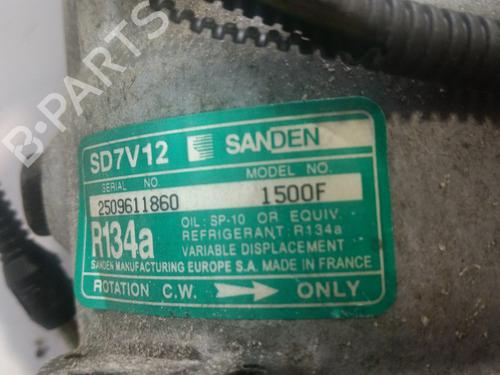 B-PARTS
SD7V12 SANDEN
SERIAL NO. MODEL NO.
2509611860 1500F
R134a
OIL: SP-10 OR EQUIV.
REFRIGERANT: R134a
VARIABLE DISPLACEMENT
SANDEN MANUFACTURING EUROPE S.A. MADE IN FRANCE
ROTATION C.W. ONLY